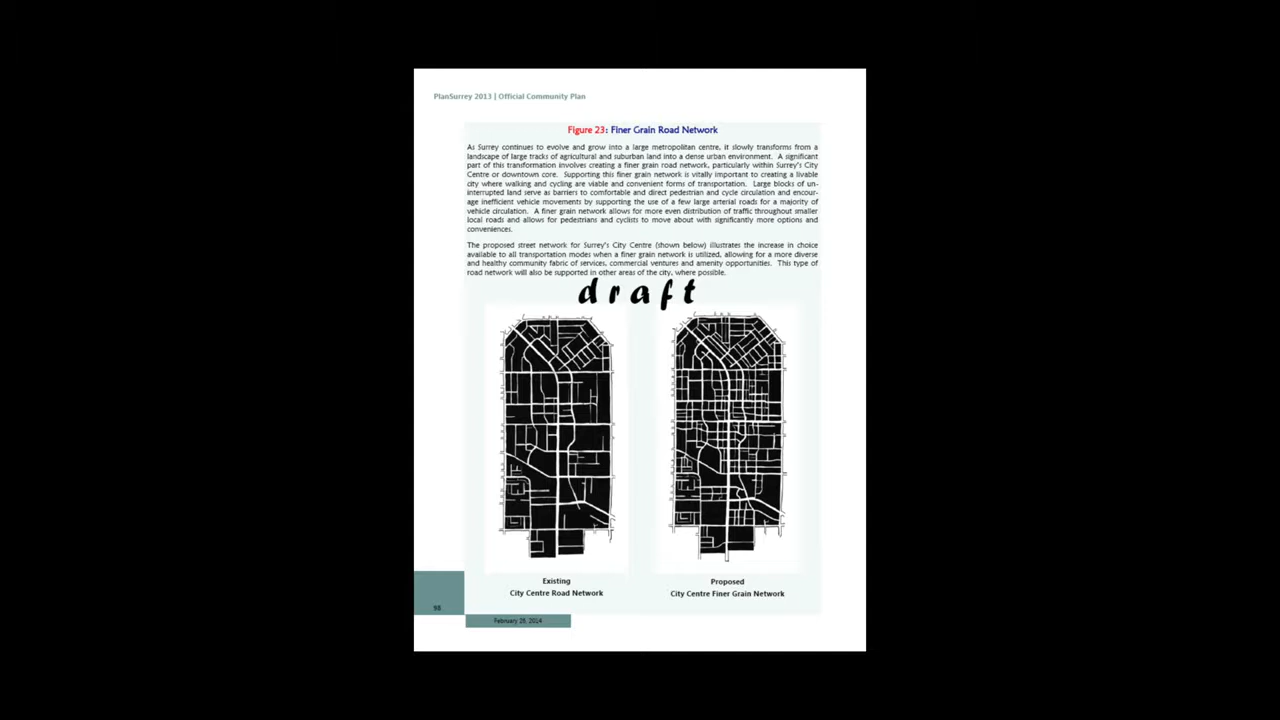 PlanSurrey 2013 | Official Community Plan
Figure 23: Finer Grain Road Network
As Surrey continues to evolve and grow into a large metropolitan centre, it slowly transforms from a
landscape of large tracks of agricultural and suburban land into a dense urban environment. A significant
part of this transformation involves creating a finer grain road network, particularly within Surrey's City
Centre or downtown core. Supporting this finer grain network is vitally important to creating a livable
city where walking and cycling are viable and convenient forms of transportation. Large blocks of un-
interrupted land serve as barriers to comfortable and direct pedestrian and cycle circulation and encour-
age inefficient vehicle movements by supporting the use of a few large arterial roads for a majority of
vehicle circulation. A finer grain network allows for more even distribution of traffic throughout smaller
local roads and allows for pedestrians and cyclists to move about with significantly more options and
conveniences.
The proposed street network for Surrey's City Centre (shown below) illustrates the increase in choice
available to all transportation modes when a finer grain network is utilized, allowing for a more diverse
and healthy community fabric of services, commercial ventures and amenity opportunities. This type of
road network will also be supported in other areas of the city, where possible.
draft
Existing
City Centre Road Network
Proposed
City Centre Finer Grain Network
98
February 28, 2014